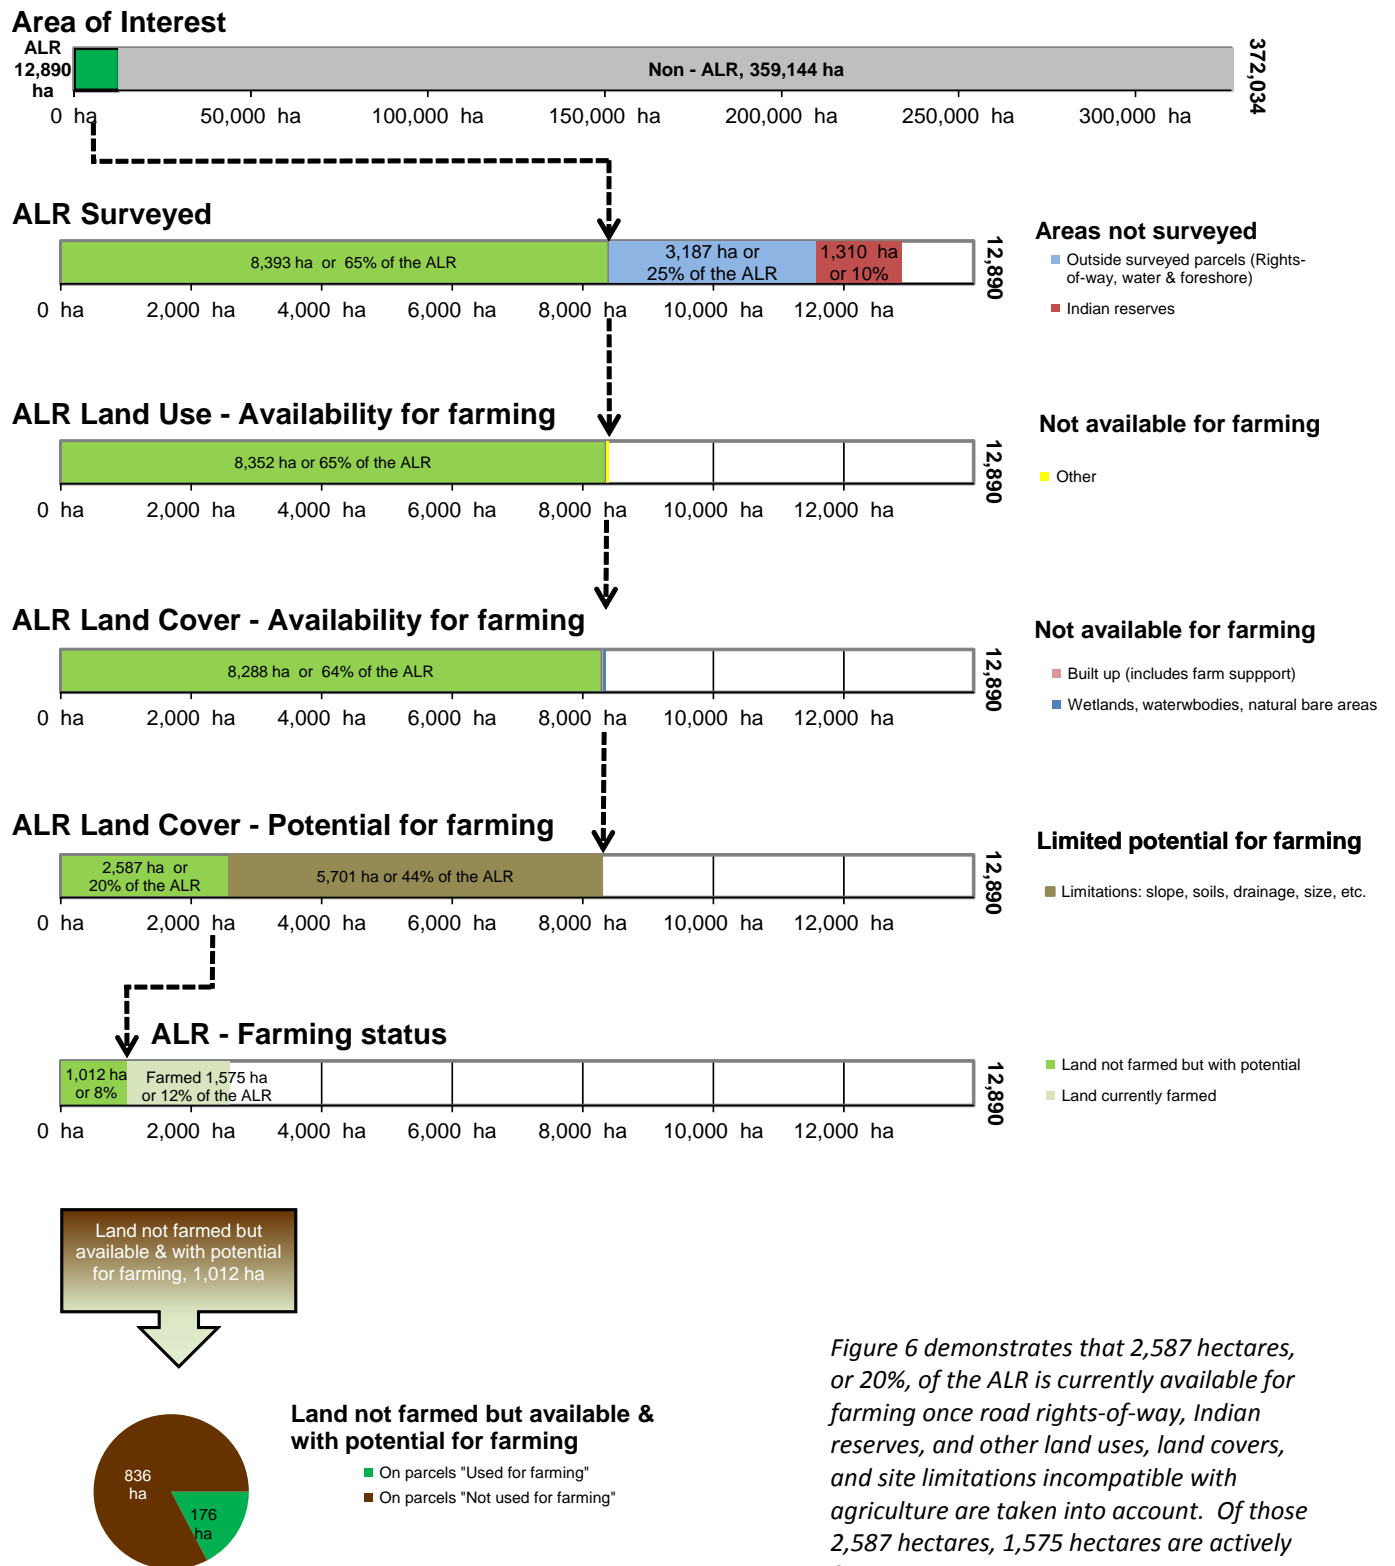 Area of Interest
ALR
12,890
ha
Non - ALR, 359,144 ha
372,034
0 ha 50,000 ha 100,000 ha 150,000 ha 200,000 ha 250,000 ha 300,000 ha
ALR Surveyed
8,393 ha or 65% of the ALR
3,187 ha or
25% of the ALR
1,310 ha
or 10%
12,890
0 ha 2,000 ha 4,000 ha 6,000 ha 8,000 ha 10,000 ha 12,000 ha
Areas not surveyed
Outside surveyed parcels (Rights-
of-way, water & foreshore)
Indian reserves
ALR Land Use - Availability for farming
8,352 ha or 65% of the ALR
12,890
0 ha 2,000 ha 4,000 ha 6,000 ha 8,000 ha 10,000 ha 12,000 ha
Not available for farming
Other
ALR Land Cover - Availability for farming
8,288 ha or 64% of the ALR
12,890
0 ha 2,000 ha 4,000 ha 6,000 ha 8,000 ha 10,000 ha 12,000 ha
Not available for farming
Built up (includes farm suppport)
Wetlands, waterwbodies, natural bare areas
ALR Land Cover - Potential for farming
2,587 ha or
20% of the ALR
5,701 ha or 44% of the ALR
12,890
0 ha 2,000 ha 4,000 ha 6,000 ha 8,000 ha 10,000 ha 12,000 ha
Limited potential for farming
Limitations: slope, soils, drainage, size, etc.
ALR - Farming status
1,012 ha
or 8%
Farmed 1,575 ha
or 12% of the ALR
12,890
0 ha 2,000 ha 4,000 ha 6,000 ha 8,000 ha 10,000 ha 12,000 ha
Land not farmed but with potential
Land currently farmed
Land not farmed but
available & with potential
for farming, 1,012 ha
Land not farmed but available &
with potential for farming
On parcels "Used for farming"
On parcels "Not used for farming"
836
ha
176
ha
Figure 6 demonstrates that 2,587 hectares,
or 20%, of the ALR is currently available for
farming once road rights-of-way, Indian
reserves, and other land uses, land covers,
and site limitations incompatible with
agriculture are taken into account. Of those
2,587 hectares, 1,575 hectares are actively